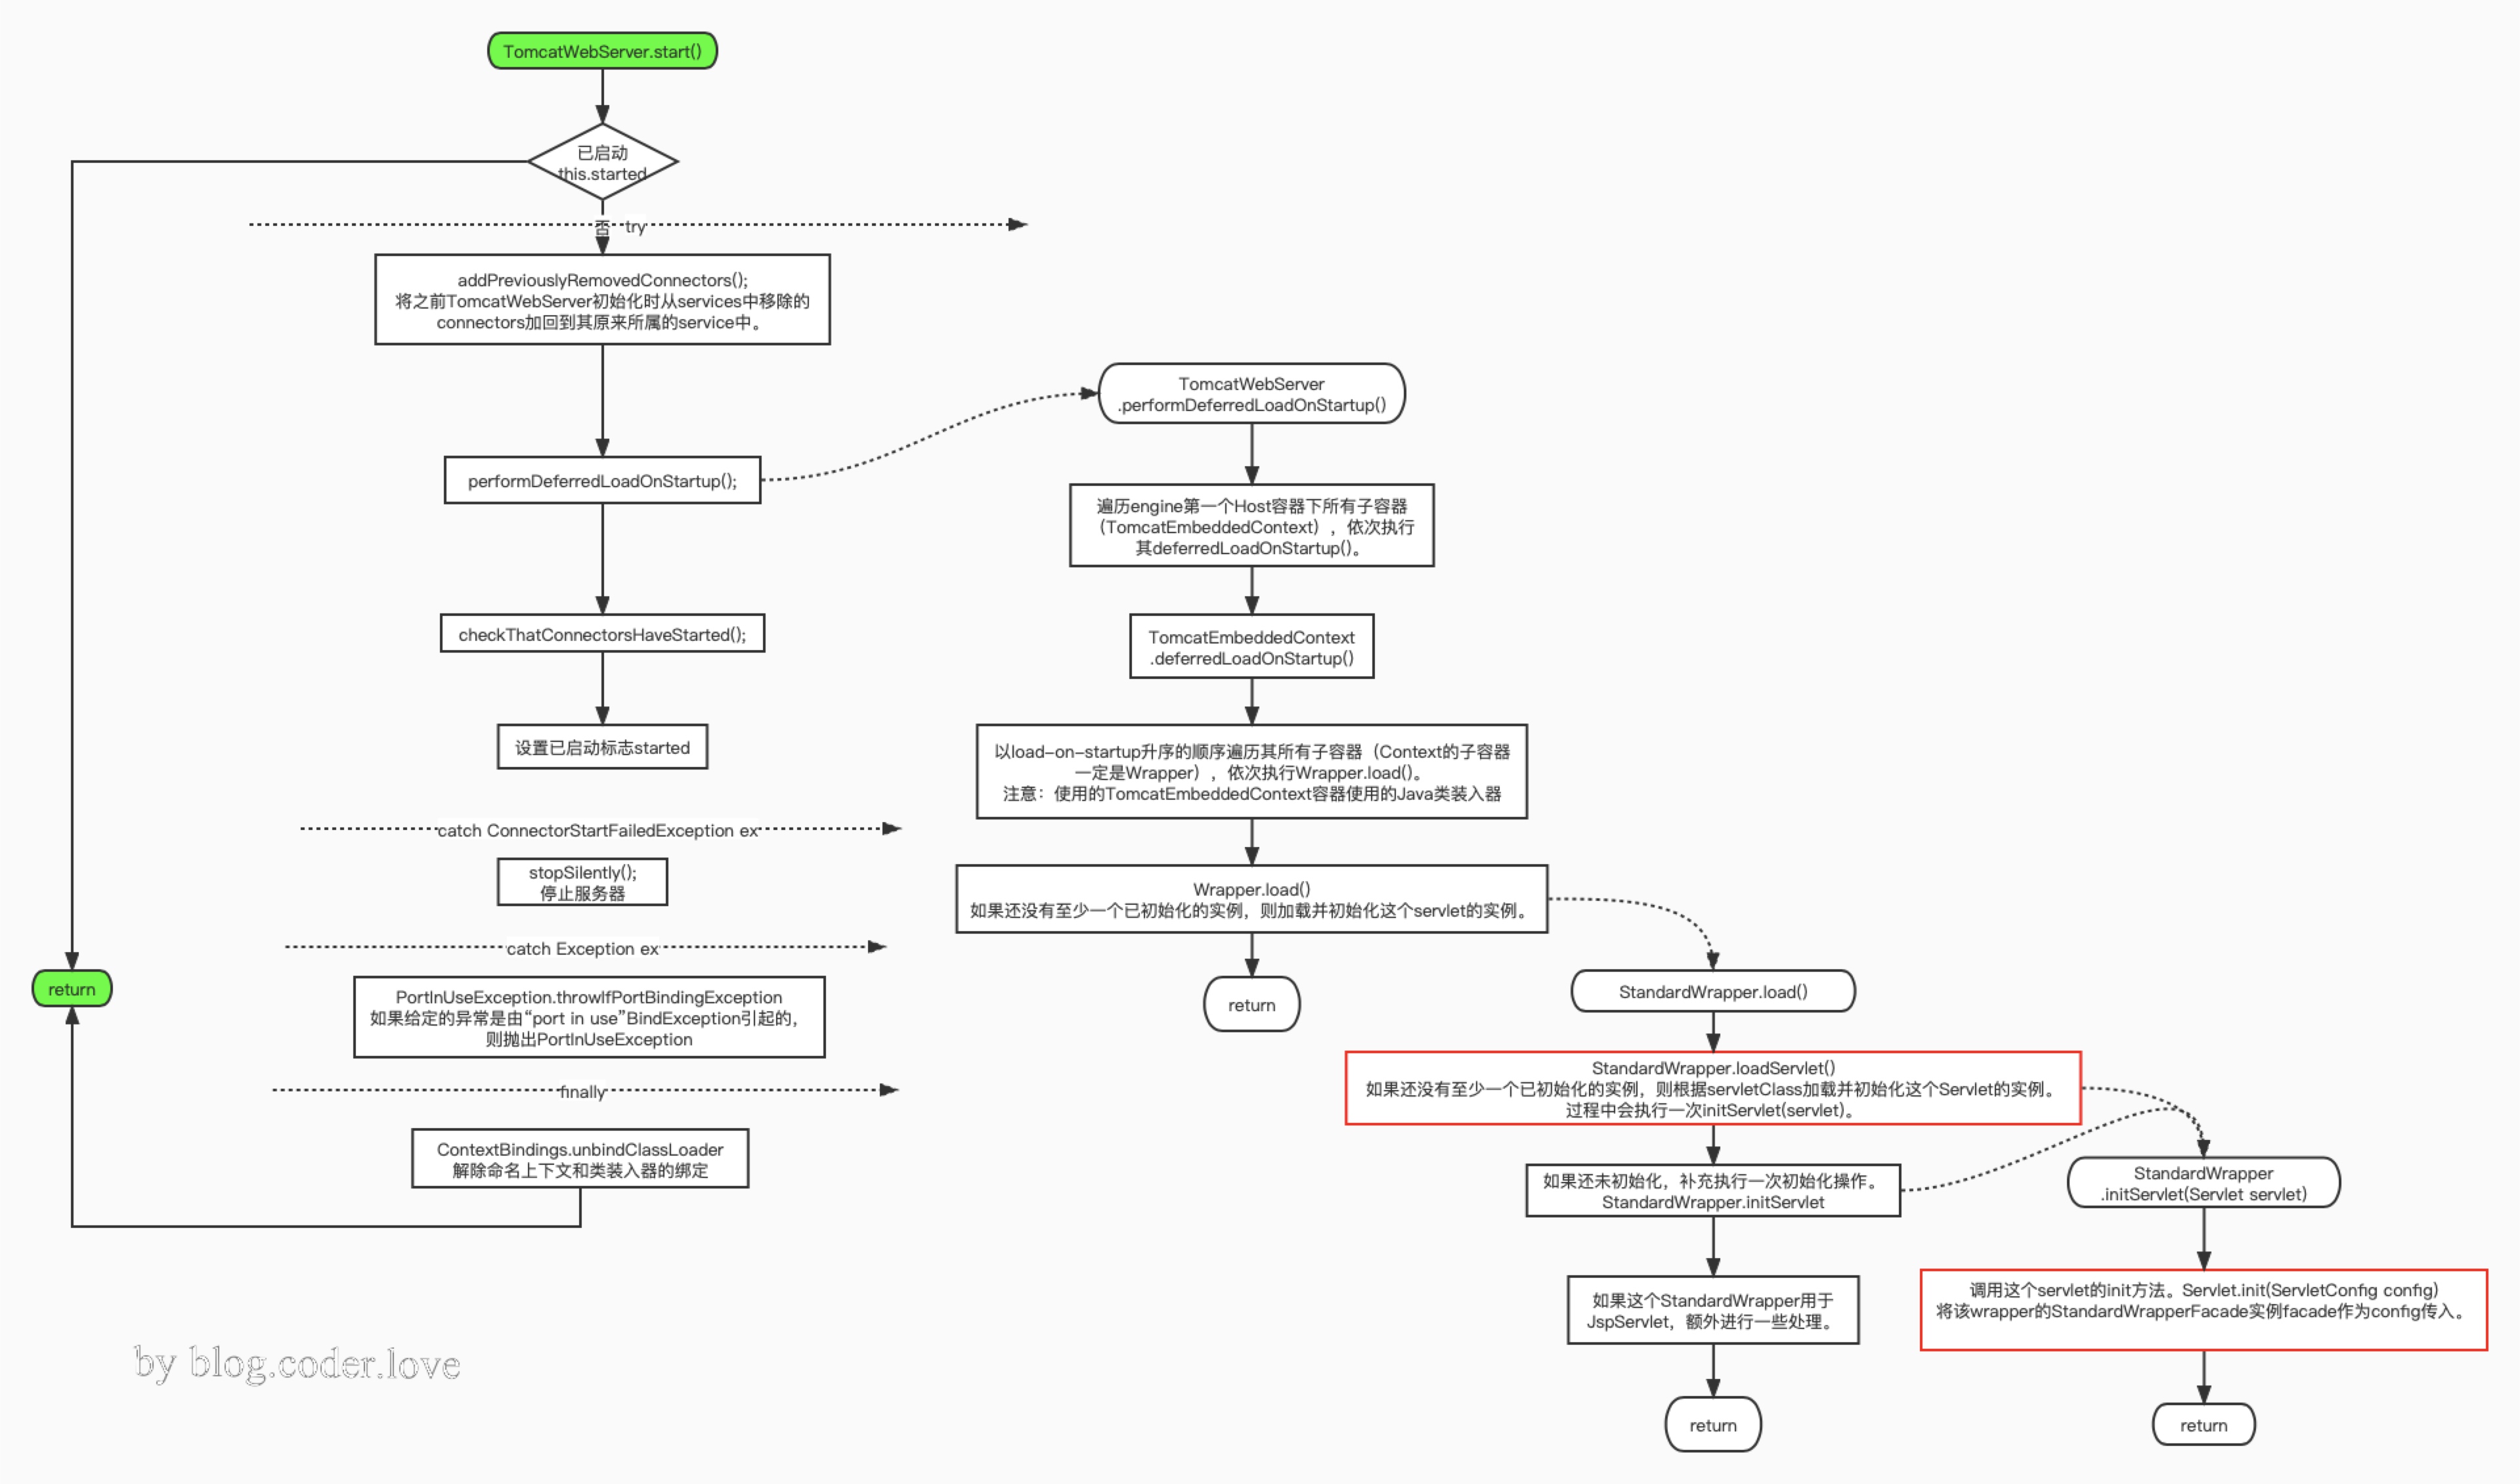 TomcatWebServer.start()
已启动
this.started
否
try
addPreviouslyRemovedConnectors();
将之前TomcatWebServer初始化时从services中移除的
connectors加回到其原来所属的service中。
performDeferredLoadOnStartup();
checkThatConnectorsHaveStarted();
设置已启动标志started
catch ConnectorStartFailedException ex
stopSilently();
停止服务器
catch Exception ex
PortInUseException.throwIfPortBindingException
如果给定的异常是由“port in use”BindException引起的，
则抛出PortInUseException
finally
ContextBindings.unbindClassLoader
解除命名上下文和类装入器的绑定
return
TomcatWebServer
.performDeferredLoadOnStartup()
遍历engine第一个Host容器下所有子容器
（TomcatEmbeddedContext），依次执行
其deferredLoadOnStartup()。
TomcatEmbeddedContext
.deferredLoadOnStartup()
以load-on-startup升序的顺序遍历其所有子容器（Context的子容器
一定是Wrapper），依次执行Wrapper.load()。
注意：使用的TomcatEmbeddedContext容器使用的Java类装入器
Wrapper.load()
如果还没有至少一个已初始化的实例，则加载并初始化这个servlet的实例。
return
StandardWrapper.load()
StandardWrapper.loadServlet()
如果还没有至少一个已初始化的实例，则根据servletClass加载并初始化这个Servlet的实例。
过程中会执行一次initServlet(servlet)。
如果还未初始化，补充执行一次初始化操作。
StandardWrapper.initServlet
如果这个StandardWrapper用于
JspServlet，额外进行一些处理。
return
StandardWrapper
.initServlet(Servlet servlet)
调用这个servlet的init方法。Servlet.init(ServletConfig config)
将该wrapper的StandardWrapperFacade实例facade作为config传入。
return
by blog.coder.love